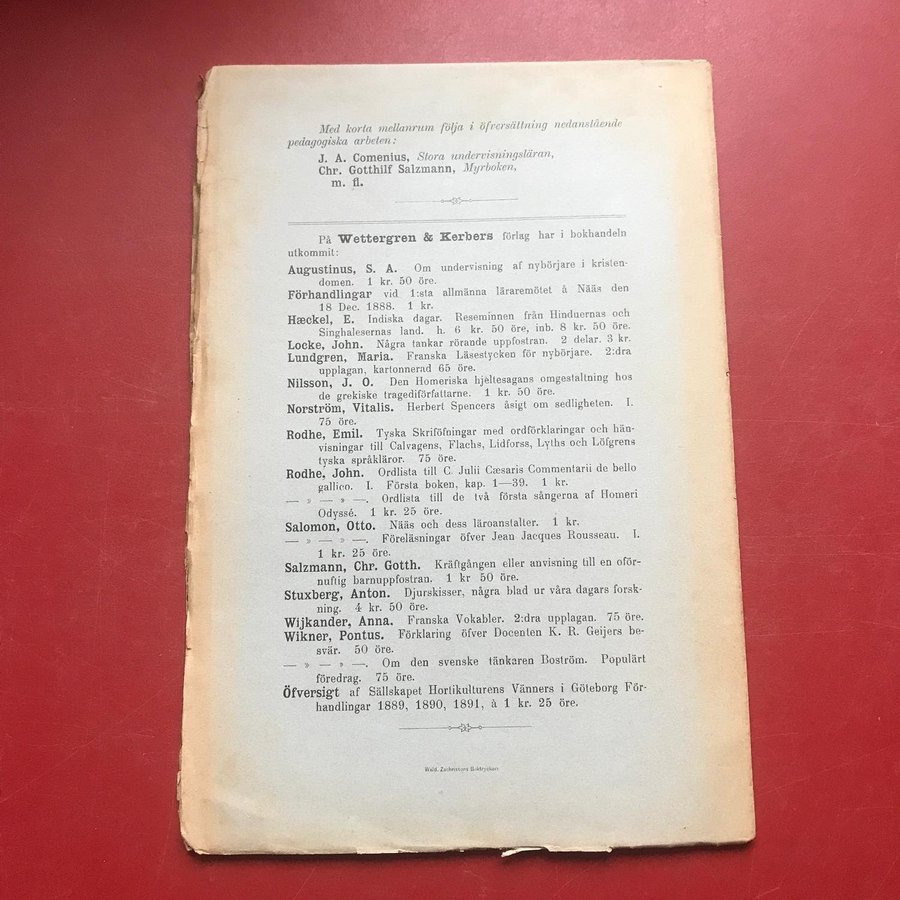 Med korta mellanrum följa i öfversättning nedanstående
pedagogiska arbeten:
J. A. Comenius, Stora undervisningsläran,
Chr. Gotthilf Salzmann, Myrboken,
m. fl.
På Wettergren & Kerbers förlag har i bokhandeln
utkommit:
Augustinus, S. A. Om undervisning af nybörjare i kristen-
domen. 1 kr. 50 öre.
Förhandlingar vid 1:sta allmänna läraremötet å Nääs den
18 Dec. 1888. 1 kr.
Hæckel, E. Indiska dagar. Reseminnen från Hinduernas och
Singhalesernas land. h. 6 kr. 50 öre, inb. 8 kr. 50 öre.
Locke, John. Några tankar rörande uppfostran. 2 delar. 3 kr.
Lundgren, Maria. Franska Läsestycken för nybörjare. 2:dra
upplagan, kartonnerad 65 öre.
Nilsson, J. O. Den Homeriska hjeltesagans omgestaltning hos
de grekiske tragediförfattarne. 1 kr. 50 öre.
Norström, Vitalis. Herbert Spencers åsigt om sedligheten. I.
75 öre.
Rodhe, Emil. Tyska Skriföfningar med ordförklaringar och hän-
visningar till Calvagens, Flachs, Lidforss, Lyths och Löfgrens
tyska språkläror. 75 öre.
Rodhe, John. Ordlista till C. Julii Cæsaris Commentarii de bello
gallico. I. Första boken, kap. 1—39. 1 kr.
— » — » —. Ordlista till de två första sångerna af Homeri
Odyssé. 1 kr. 25 öre.
Salomon, Otto. Nääs och dess läroanstalter. 1 kr.
— » — » —. Föreläsningar öfver Jean Jacques Rousseau. I.
1 kr. 25 öre.
Salzmann, Chr. Gotth. Kräftgången eller anvisning till en oför-
nuftig barnuppfostran. 1 kr 50 öre.
Stuxberg, Anton. Djurskisser, några blad ur våra dagars forsk-
ning. 4 kr. 50 öre.
Wijkander, Anna. Franska Vokabler. 2:dra upplagan. 75 öre.
Wikner, Pontus. Förklaring öfver Docenten K. R. Geijers be-
svär. 50 öre.
— » — » —. Om den svenske tänkaren Boström. Populärt
föredrag. 75 öre.
Öfversigt af Sällskapet Hortikulturens Vänners i Göteborg För-
handlingar 1889, 1890, 1891, à 1 kr. 25 öre.
Wald. Zachrissons Boktryckeri